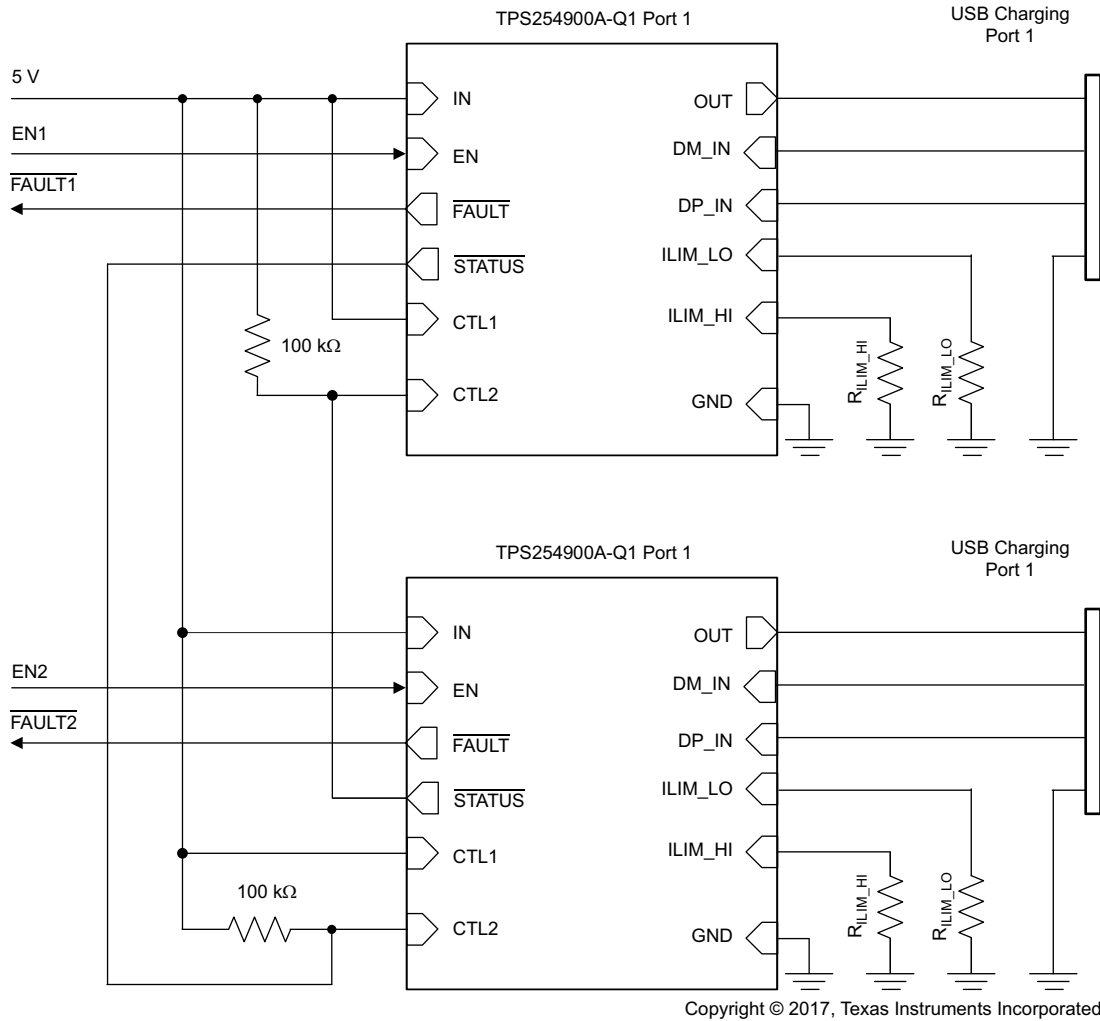 TPS254900A-Q1 Port 1
USB Charging
Port 1
5 V
EN1
FAULT1
IN
EN
FAULT
STATUS
CTL1
100 kΩ
CTL2
OUT
DM_IN
DP_IN
ILIM_LO
ILIM_HI
GND
RILIM_HI
RILIM_LO
TPS254900A-Q1 Port 1
USB Charging
Port 1
EN2
FAULT2
IN
EN
FAULT
STATUS
CTL1
100 kΩ
CTL2
OUT
DM_IN
DP_IN
ILIM_LO
ILIM_HI
GND
RILIM_HI
RILIM_LO
Copyright © 2017, Texas Instruments Incorporated